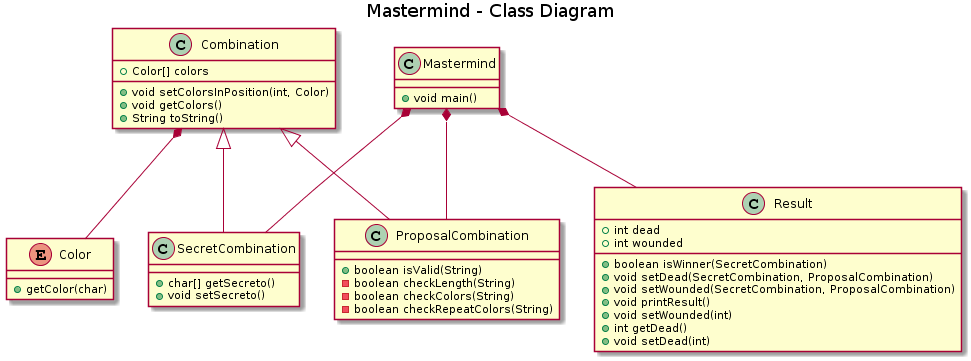 Mastermind - Class Diagram
C Combination
Color[] colors
void setColorsInPosition(int, Color)
void getColors()
String toString()
C Mastermind
void main()
E Color
getColor(char)
C SecretCombination
char[] getSecreto()
void setSecreto()
C ProposalCombination
boolean isValid(String)
boolean checkLength(String)
boolean checkColors(String)
boolean checkRepeatColors(String)
C Result
int dead
int wounded
boolean isWinner(SecretCombination)
void setDead(SecretCombination, ProposalCombination)
void setWounded(SecretCombination, ProposalCombination)
void printResult()
void setWounded(int)
int getDead()
void setDead(int)